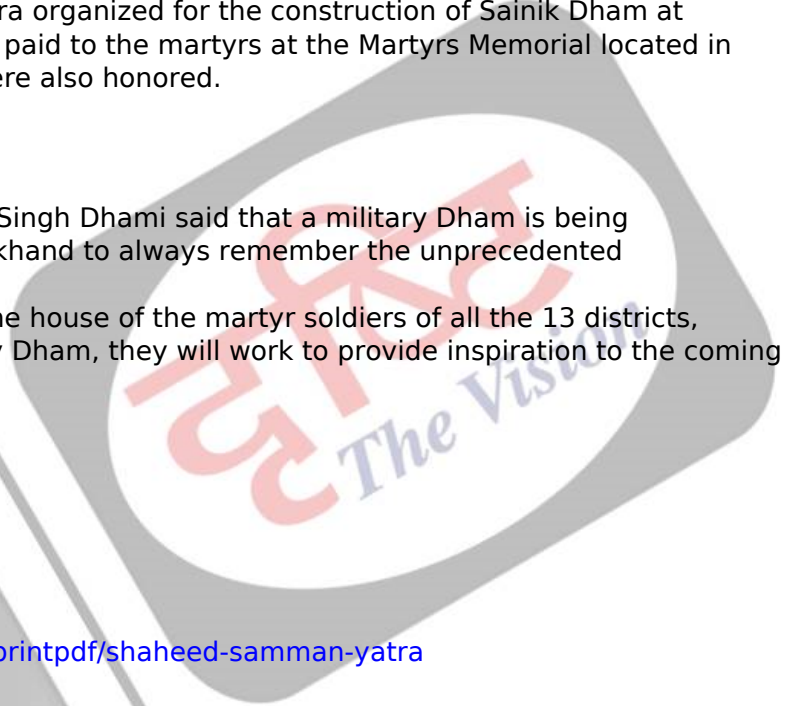 ra organized for the construction of Sainik Dham at
paid to the martyrs at the Martyrs Memorial located in
ere also honored.
Singh Dhami said that a military Dham is being
khand to always remember the unprecedented
ne house of the martyr soldiers of all the 13 districts,
y Dham, they will work to provide inspiration to the coming
दृष्टि
The Vision
printpdf/shaheed-samman-yatra